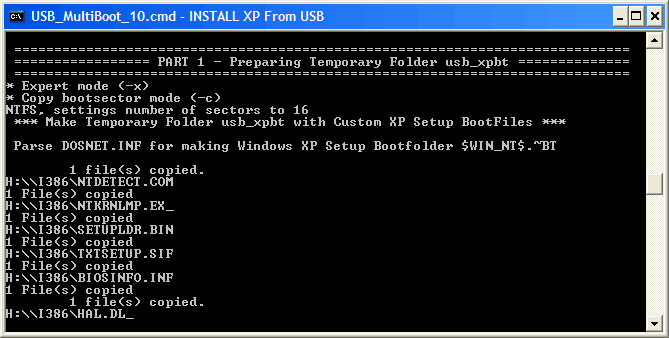 USB_MultiBoot_10.cmd - INSTALL XP From USB
===========================================================================
================= PART 1 - Preparing Temporary Folder usb_xpbt ==============
===========================================================================
* Expert mode (-x)
* Copy bootsector mode (-c)
NTFS, settings number of sectors to 16
*** Make Temporary Folder usb_xpbt with Custom XP Setup BootFiles ***
Parse DOSNET.INF for making Windows XP Setup Bootfolder $WIN_NT$.~BT
1 file(s) copied.
H:\\I386\NTDETECT.COM
1 File(s) copied
H:\\I386\NTKRNLMP.EX_
1 File(s) copied
H:\\I386\SETUPLDR.BIN
1 File(s) copied
H:\\I386\TXTSETUP.SIF
1 File(s) copied
H:\\I386\BIOSINFO.INF
1 File(s) copied
1 file(s) copied.
H:\\I386\HAL.DL_